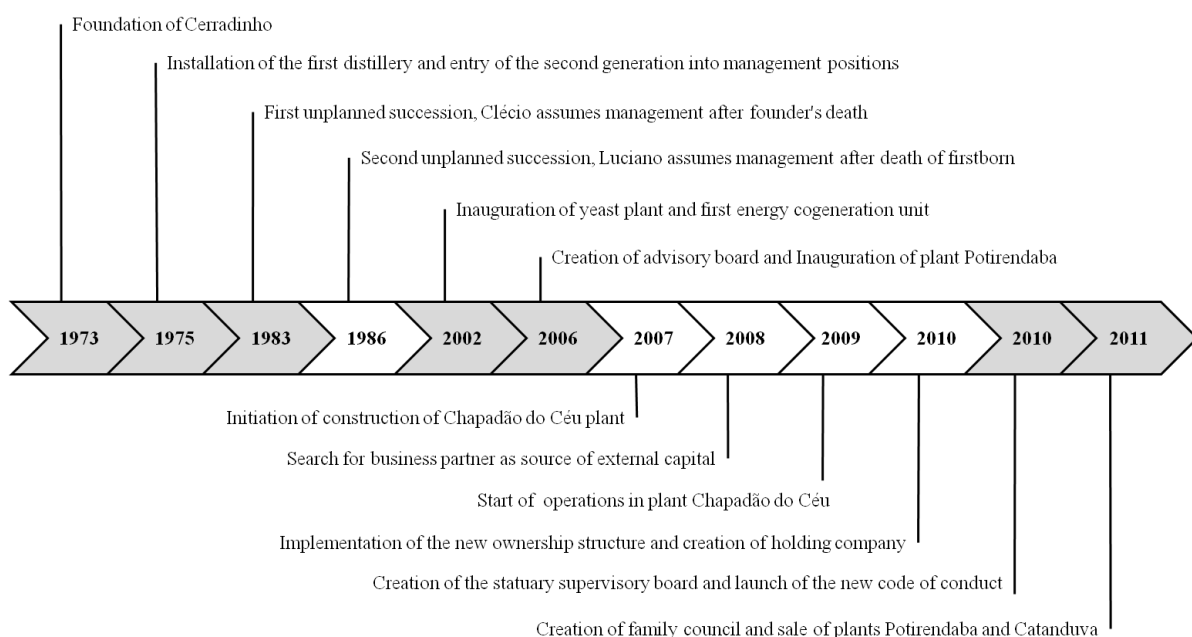 Foundation of Cerradinho
Installation of the first distillery and entry of the second generation into management positions
First unplanned succession, Clécio assumes management after founder's death
Second unplanned succession, Luciano assumes management after death of firstborn
Inauguration of yeast plant and first energy cogeneration unit
Creation of advisory board and Inauguration of plant Potirendaba
1973 1975 1983 1986 2002 2006 2007 2008 2009 2010 2010 2011
Initiation of construction of Chapadão do Céu plant
Search for business partner as source of external capital
Start of operations in plant Chapadão do Céu
Implementation of the new ownership structure and creation of holding company
Creation of the statuary supervisory board and launch of the new code of conduct
Creation of family council and sale of plants Potirendaba and Catanduva